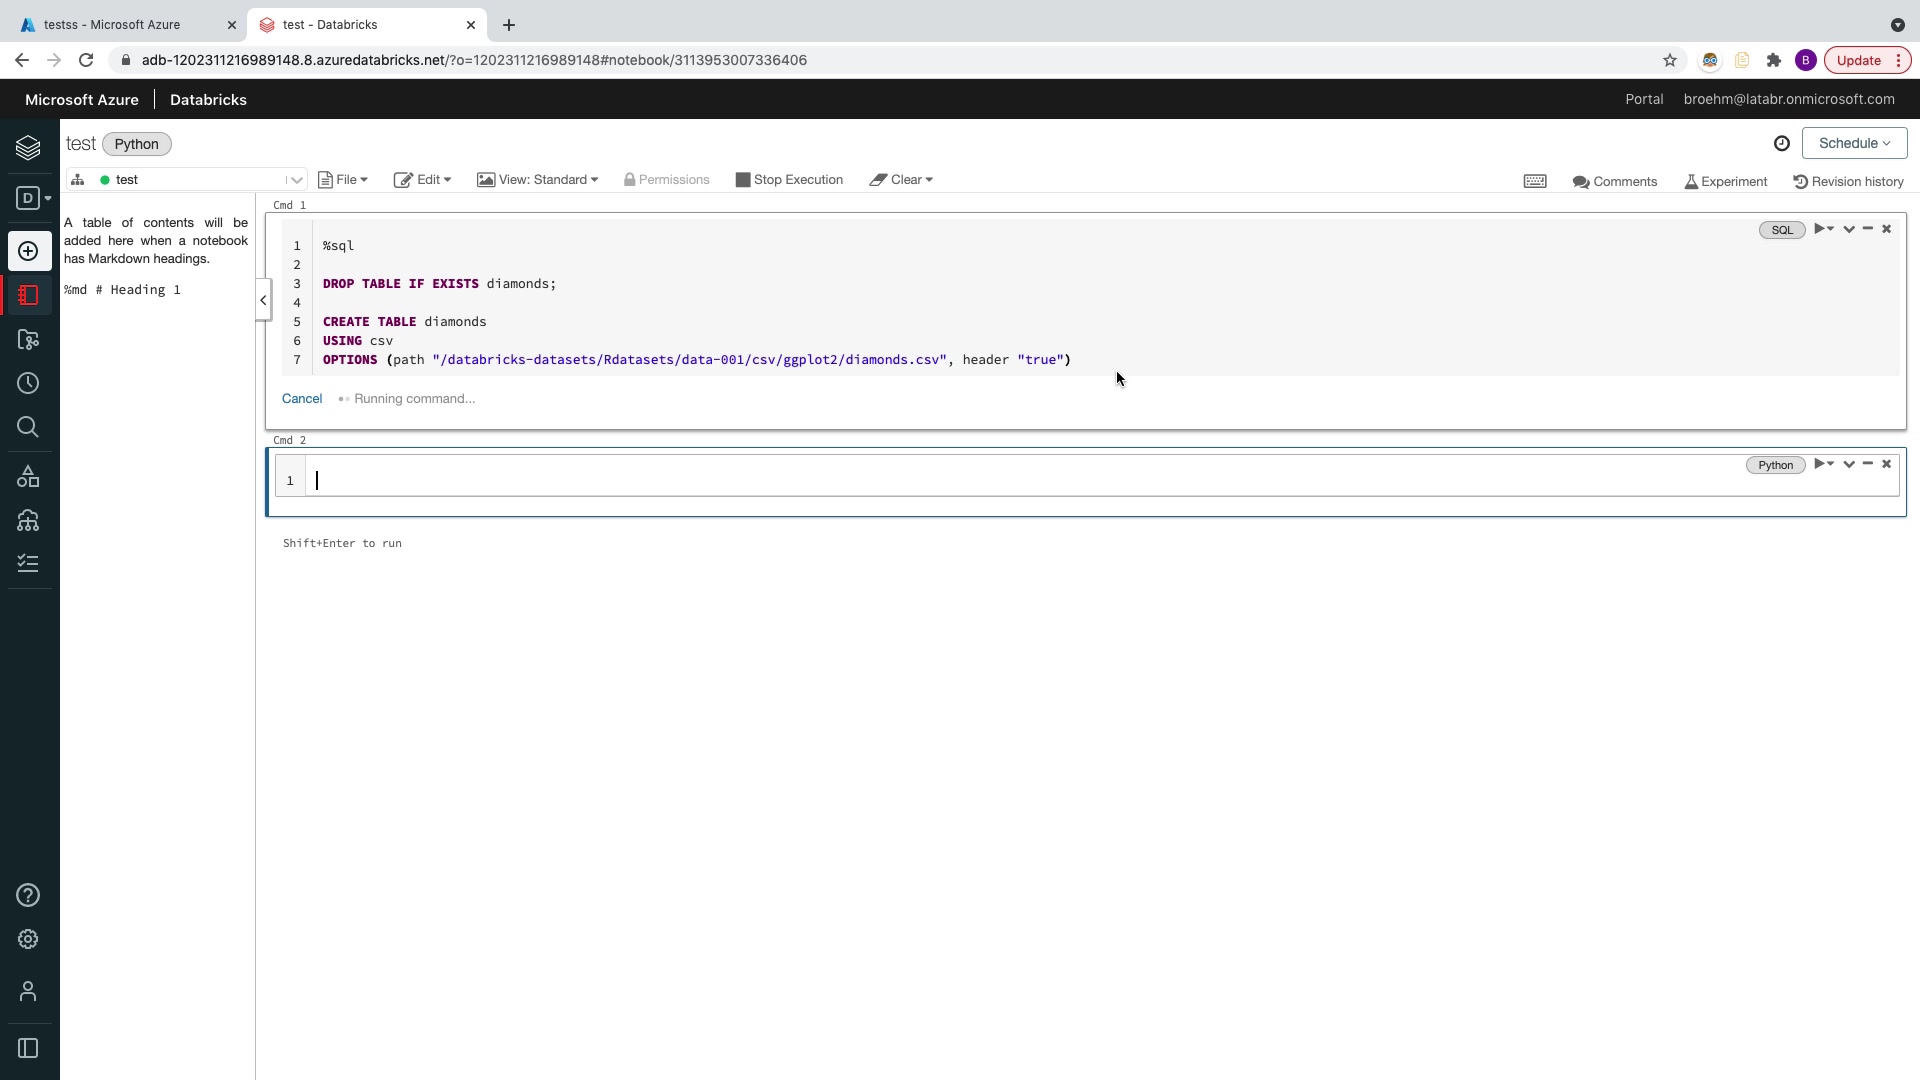 testss - Microsoft Azure
test - Databricks
adb-1202311216989148.8.azuredatabricks.net/?o=1202311216989148#notebook/3113953007336406
B
Update
Microsoft Azure
Databricks
Portal
broehm@latabr.onmicrosoft.com
test
Python
Schedule
D
test
File
Edit
View: Standard
Permissions
Stop Execution
Clear
Comments
Experiment
Revision history
A table of contents will be
added here when a notebook
has Markdown headings.
%md # Heading 1
Cmd 1
SQL
1 %sql
2
3 DROP TABLE IF EXISTS diamonds;
4
5 CREATE TABLE diamonds
6 USING csv
7 OPTIONS (path "/databricks-datasets/Rdatasets/data-001/csv/ggplot2/diamonds.csv", header "true")
Cancel
Running command...
Cmd 2
Python
1
Shift+Enter to run